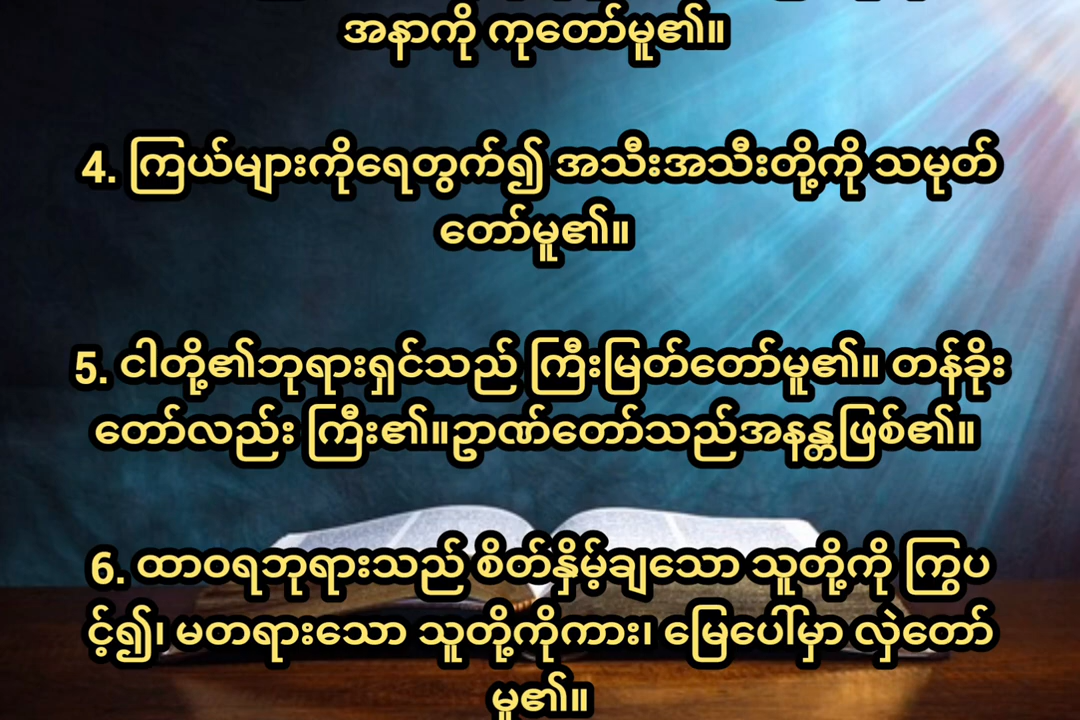 အနာကို ကုတော်မူ၏။
4. ကြယ်များကိုရေတွက်၍ အသီးအသီးတို့ကို သမုတ်
တော်မူ၏။
5. ငါတို့၏ဘုရားရှင်သည် ကြီးမြတ်တော်မူ၏။ တန်ခိုး
တော်လည်း ကြီး၏။ဥာဏ်တော်သည်အနန္တဖြစ်၏။
6. ထာဝရဘုရားသည် စိတ်နှိမ့်ချသော သူတို့ကို ကြွပ
င့်၍၊ မတရားသော သူတို့ကိုကား၊ မြေပေါ်မှာ လှဲတော်
မူ၏။